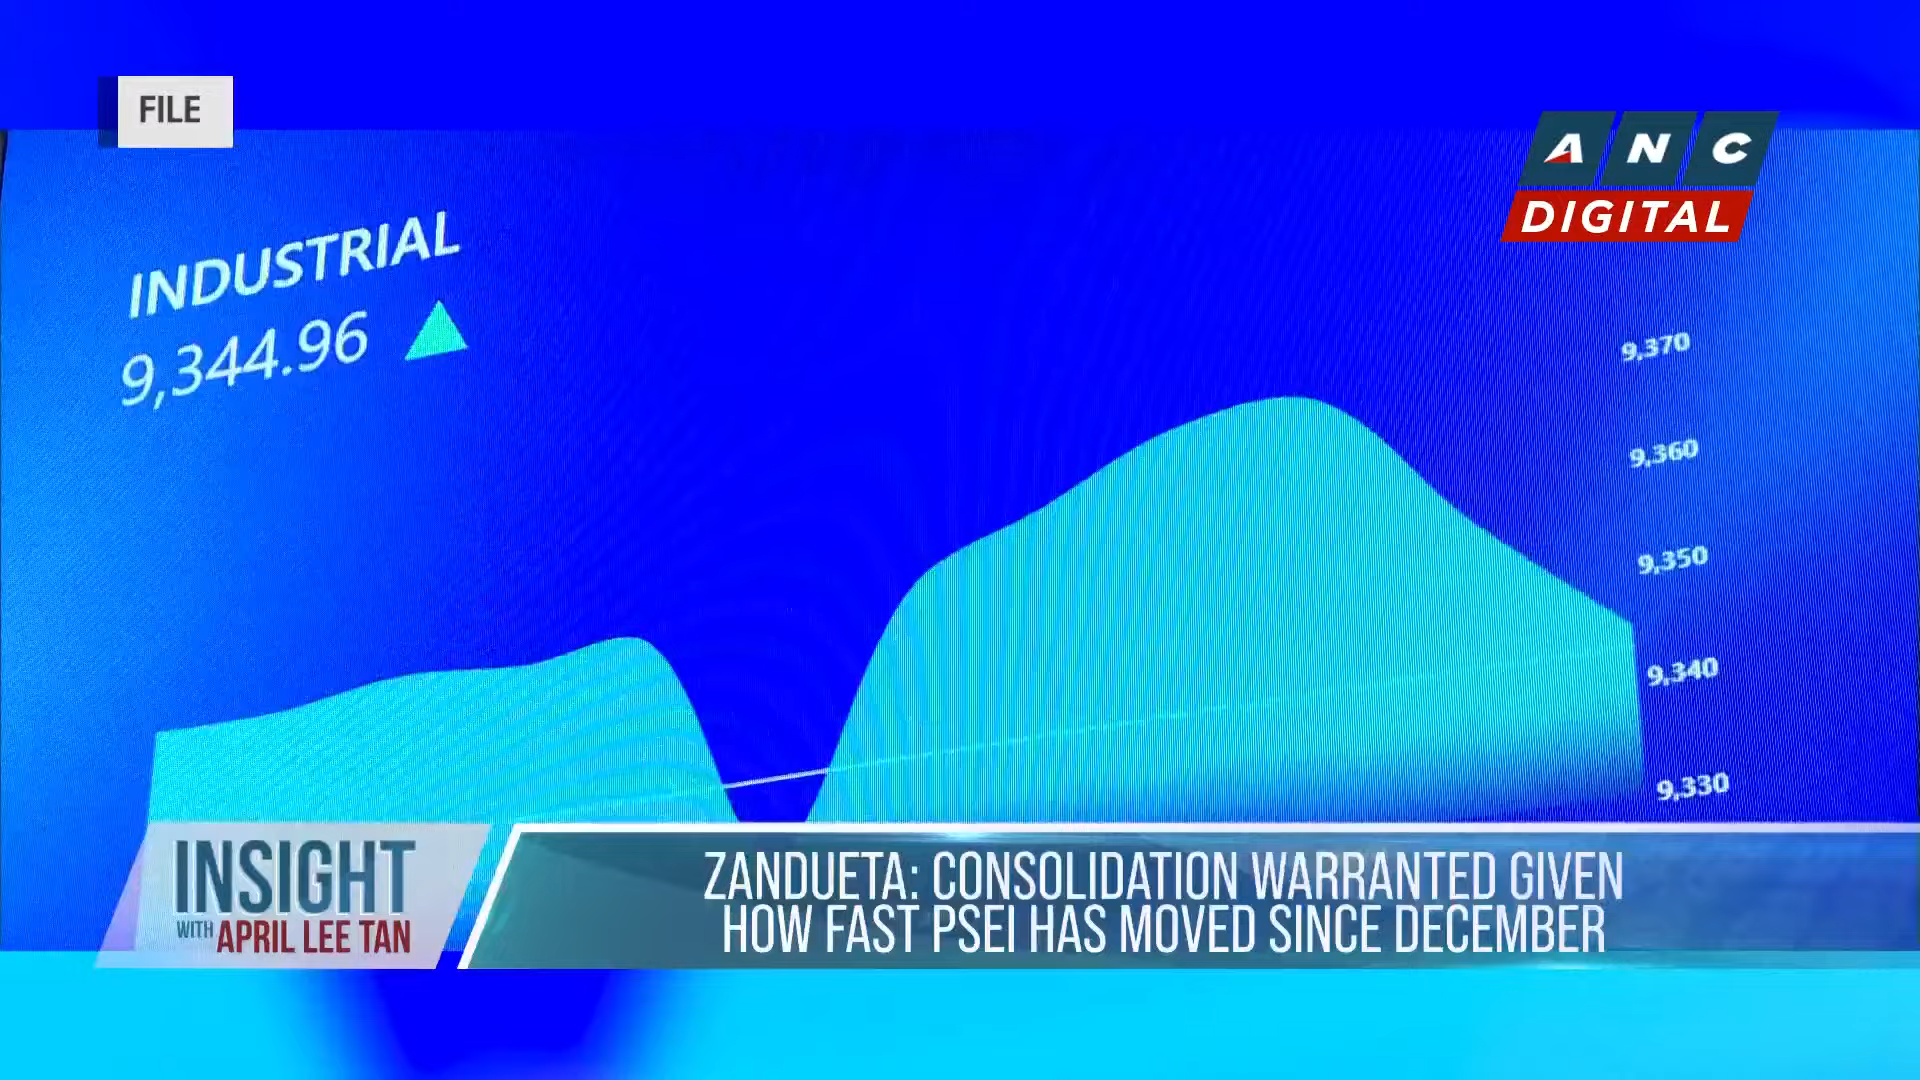 FILE
ANC
DIGITAL
INDUSTRIAL
9,344.96
9,370
9,360
9,350
9,340
9,330
INSIGHT
WITH APRIL LEE TAN
ZANDUETA: CONSOLIDATION WARRANTED GIVEN
HOW FAST PSEI HAS MOVED SINCE DECEMBER